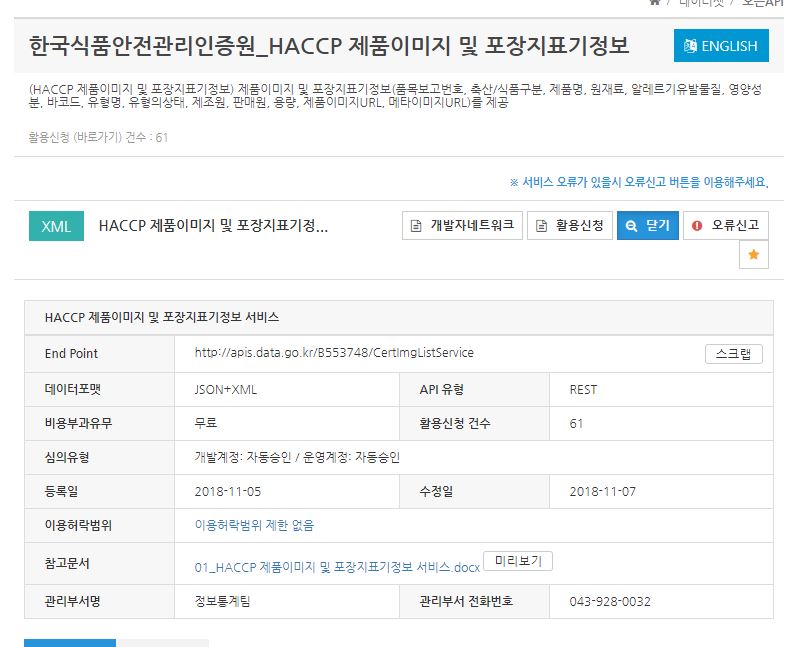 / 데이터셋 / 오픈API
한국식품안전관리인증원_HACCP 제품이미지 및 포장지표기정보
ENGLISH
(HACCP 제품이미지 및 포장지표기정보) 제품이미지 및 포장지표기정보(품목보고번호, 축산/식품구분, 제품명, 원재료, 알레르기유발물질, 영양성
분, 바코드, 유형명, 유형의상태, 제조원, 판매원, 용량, 제품이미지URL, 메타이미지URL)를 제공
활용신청 (바로가기) 건수 : 61
※ 서비스 오류가 있을시 오류신고 버튼을 이용해주세요.
XML HACCP 제품이미지 및 포장지표기정... 개발자네트워크 활용신청 닫기 오류신고
HACCP 제품이미지 및 포장지표기정보 서비스
End Point http://apis.data.go.kr/B553748/CertImgListService 스크랩
데이터포맷 JSON+XML API 유형 REST
비용부과유무 무료 활용신청 건수 61
심의유형 개발계정: 자동승인 / 운영계정: 자동승인
등록일 2018-11-05 수정일 2018-11-07
이용허락범위 이용허락범위 제한 없음
참고문서 01_HACCP 제품이미지 및 포장지표기정보 서비스.docx 미리보기
관리부서명 정보통계팀 관리부서 전화번호 043-928-0032